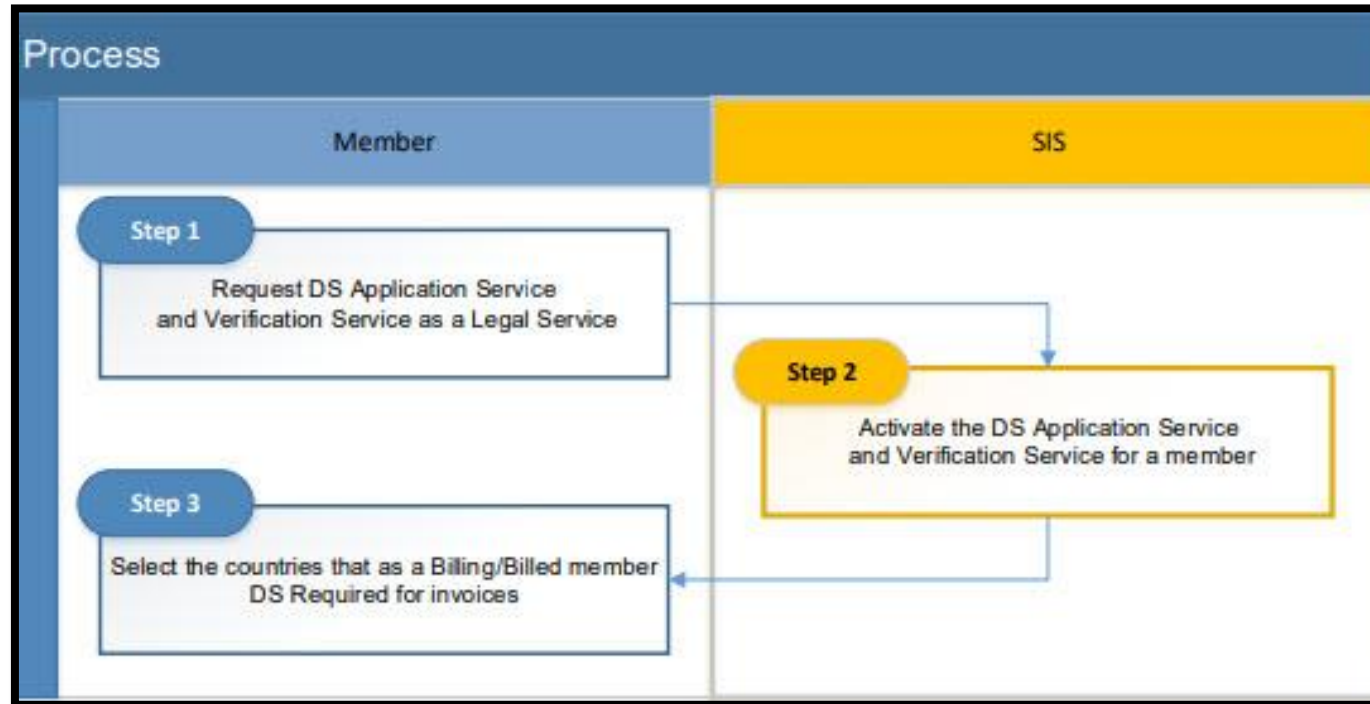 Process
Member
SIS
Step 1
Request DS Application Service
and Verification Service as a Legal Service
Step 2
Activate the DS Application Service
and Verification Service for a member
Step 3
Select the countries that as a Billing/Billed member
DS Required for invoices